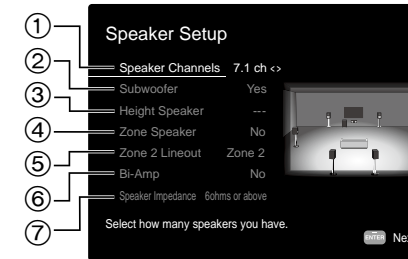 Speaker Setup
① Speaker Channels 7.1 ch <>
② Subwoofer Yes
③ Height Speaker ---
④ Zone Speaker No
⑤ Zone 2 Lineout Zone 2
⑥ Bi-Amp No
⑦ Speaker Impedance 6ohms or above
Select how many speakers you have.
ENTER Nex